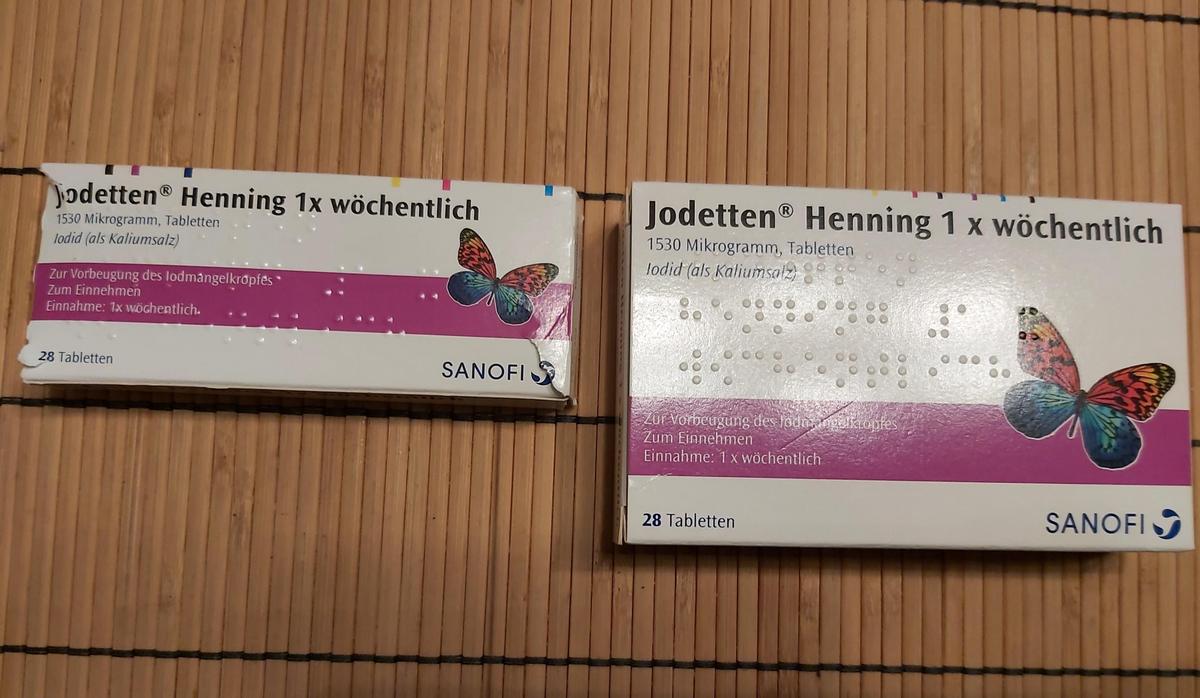 Jodetten® Henning 1x wöchentlich
1530 Mikrogramm, Tabletten
Iodid (als Kaliumsalz)
Zur Vorbeugung des Iodmangelkropfes
Zum Einnehmen
Einnahme: 1x wöchentlich
28 Tabletten
SANOFI
Jodetten® Henning 1 x wöchentlich
1530 Mikrogramm, Tabletten
Iodid (als Kaliumsalz)
Zur Vorbeugung des Iodmangelkropfes
Zum Einnehmen
Einnahme: 1 x wöchentlich
28 Tabletten
SANOFI